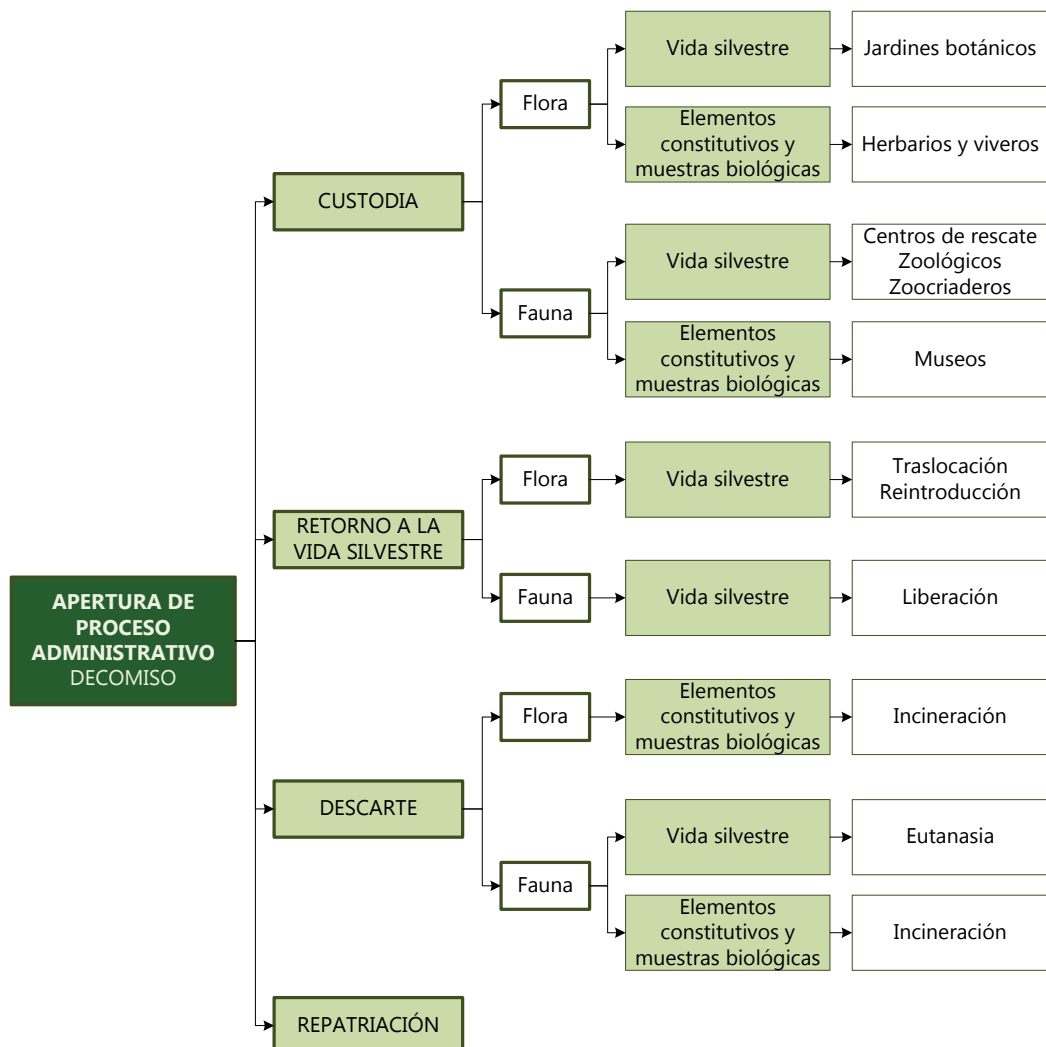 APERTURA DE
PROCESO
ADMINISTRATIVO
DECOMISO
CUSTODIA
Flora
Vida silvestre
Jardines botánicos
Elementos
constitutivos y
muestras biológicas
Herbarios y viveros
Fauna
Vida silvestre
Centros de rescate
Zoológicos
Zoocriaderos
Elementos
constitutivos y
muestras biológicas
Museos
RETORNO A LA
VIDA SILVESTRE
Flora
Vida silvestre
Traslocación
Reintroducción
Fauna
Vida silvestre
Liberación
DESCARTE
Flora
Elementos
constitutivos y
muestras biológicas
Incineración
Fauna
Vida silvestre
Eutanasia
Elementos
constitutivos y
muestras biológicas
Incineración
REPATRIACIÓN